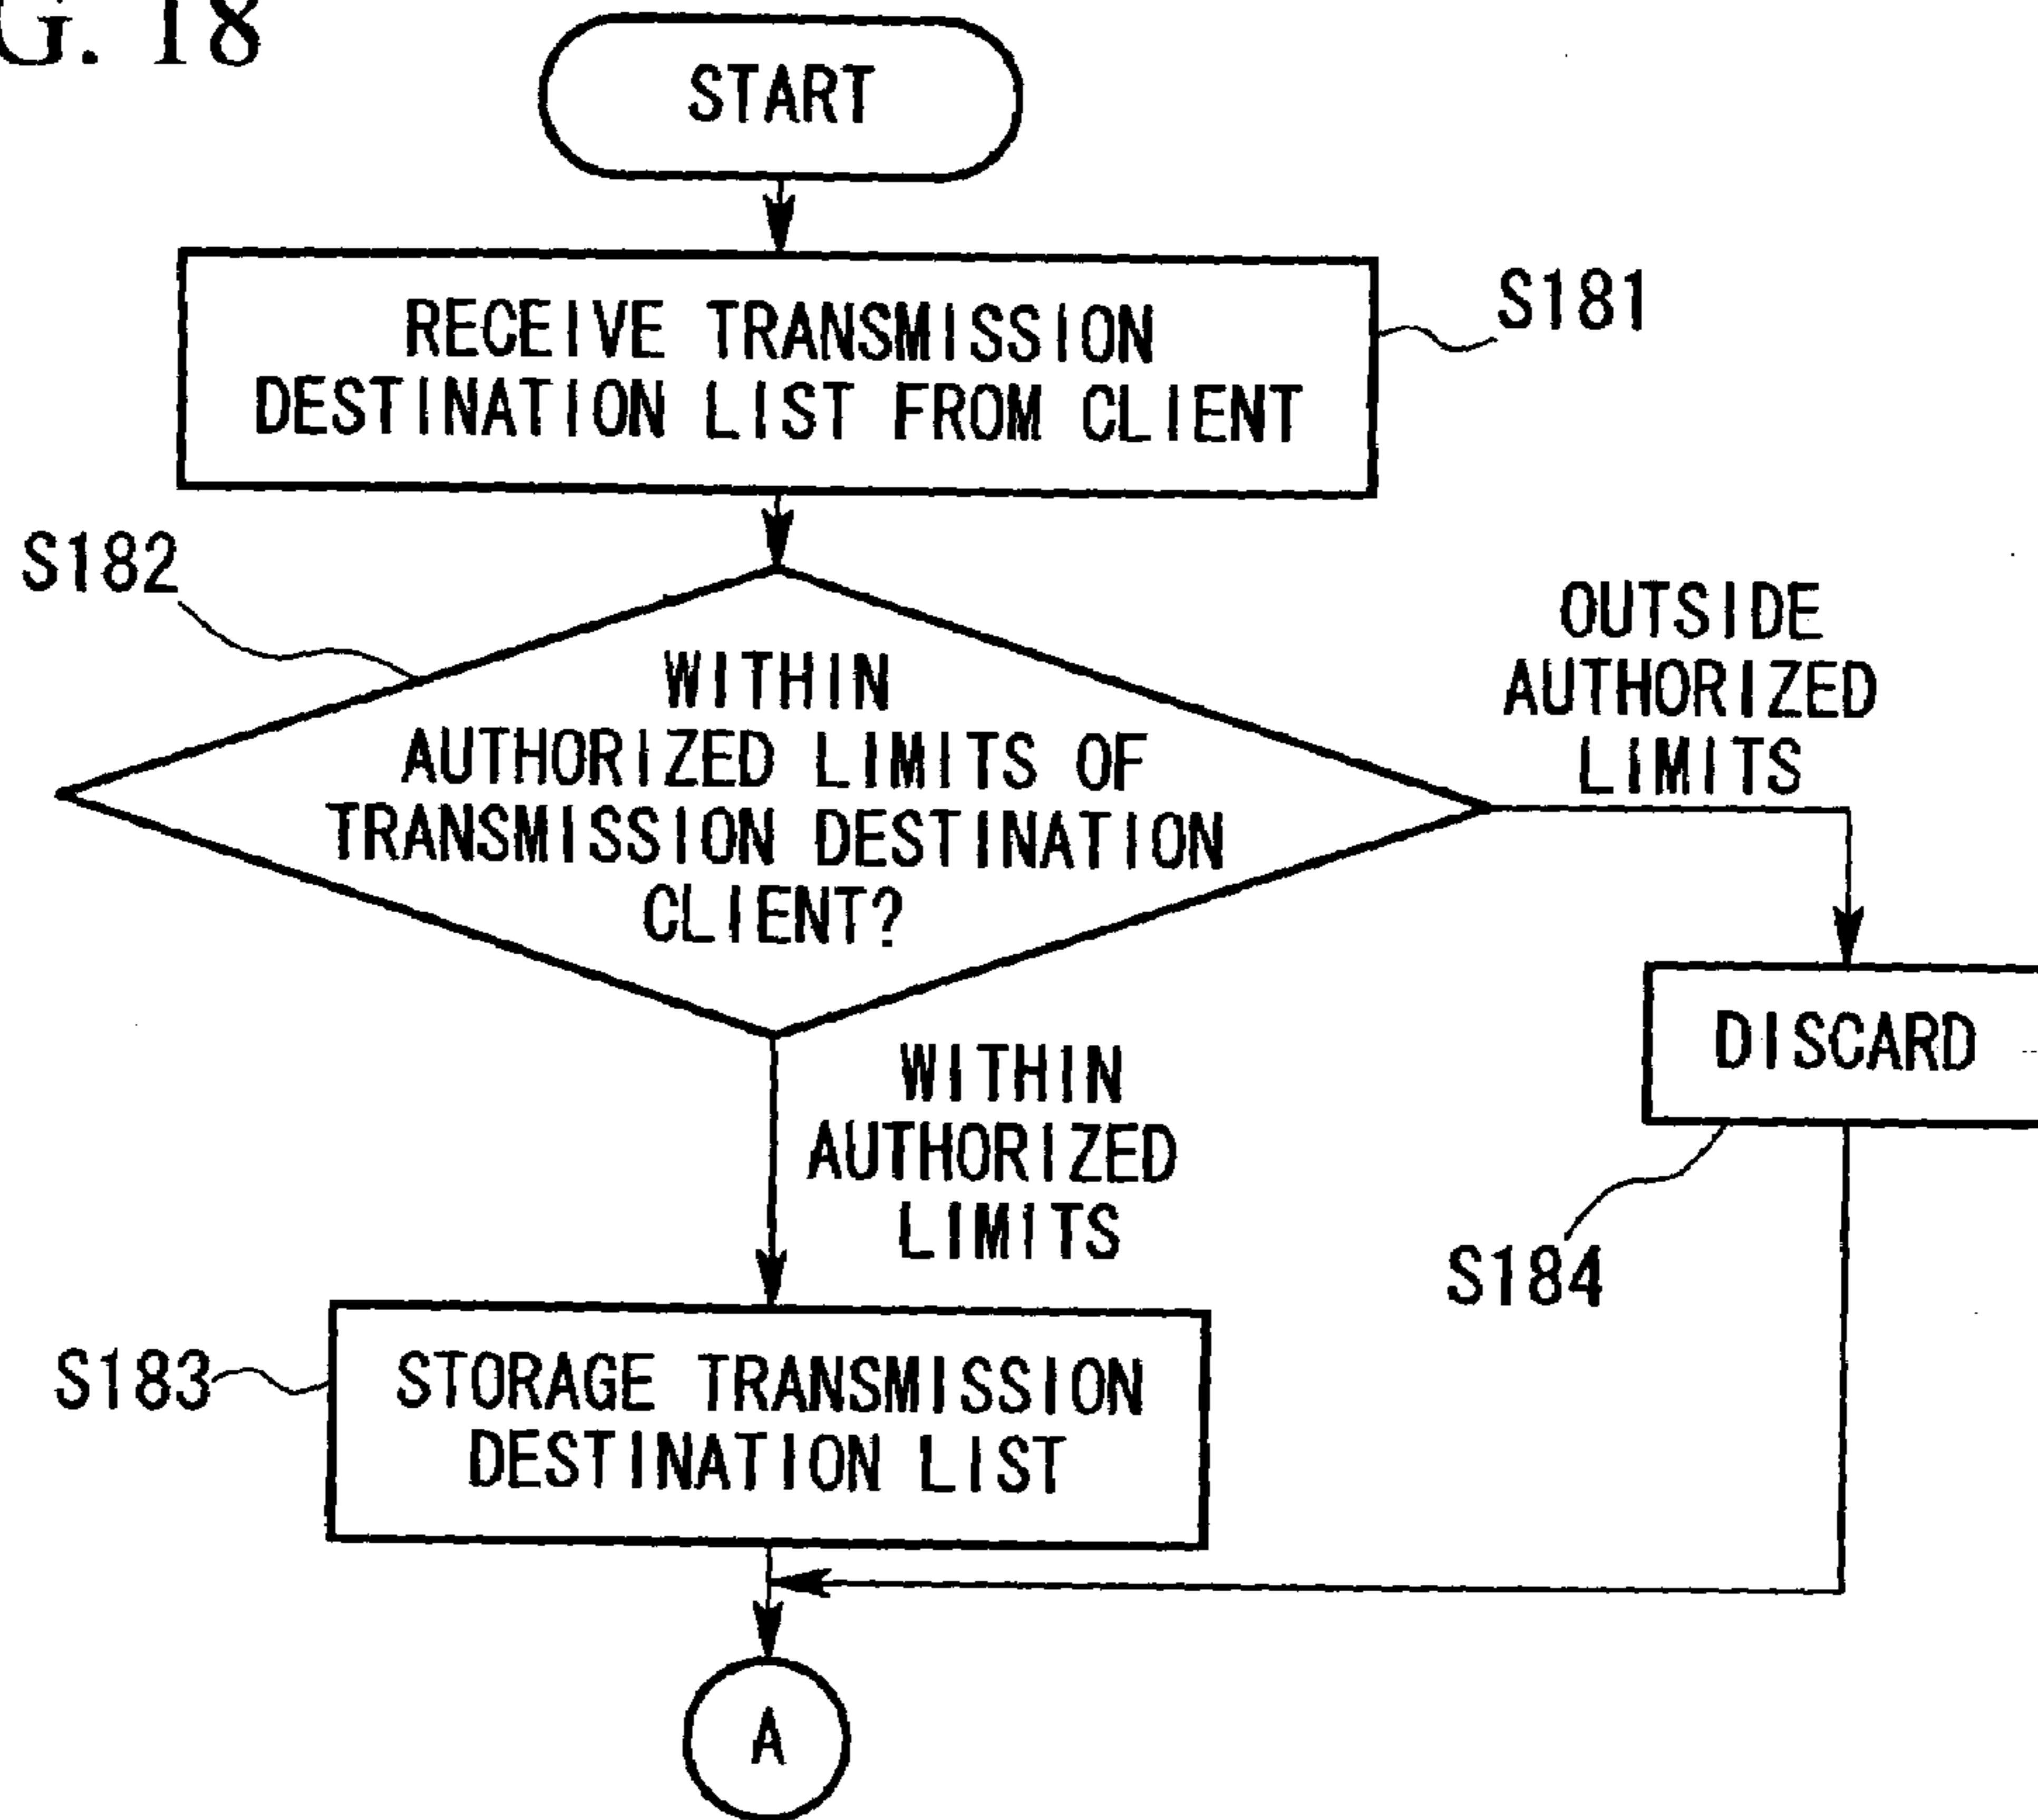 G. 18
START
RECEIVE TRANSMISSION
DESTINATION LIST FROM CLIENT
S181
S182
WITHIN
AUTHORIZED LIMITS OF
TRANSMISSION DESTINATION
CLIENT?
OUTSIDE
AUTHORIZED
LIMITS
DISCARD
S184
WITHIN
AUTHORIZED
LIMITS
S183
STORAGE TRANSMISSION
DESTINATION LIST
A